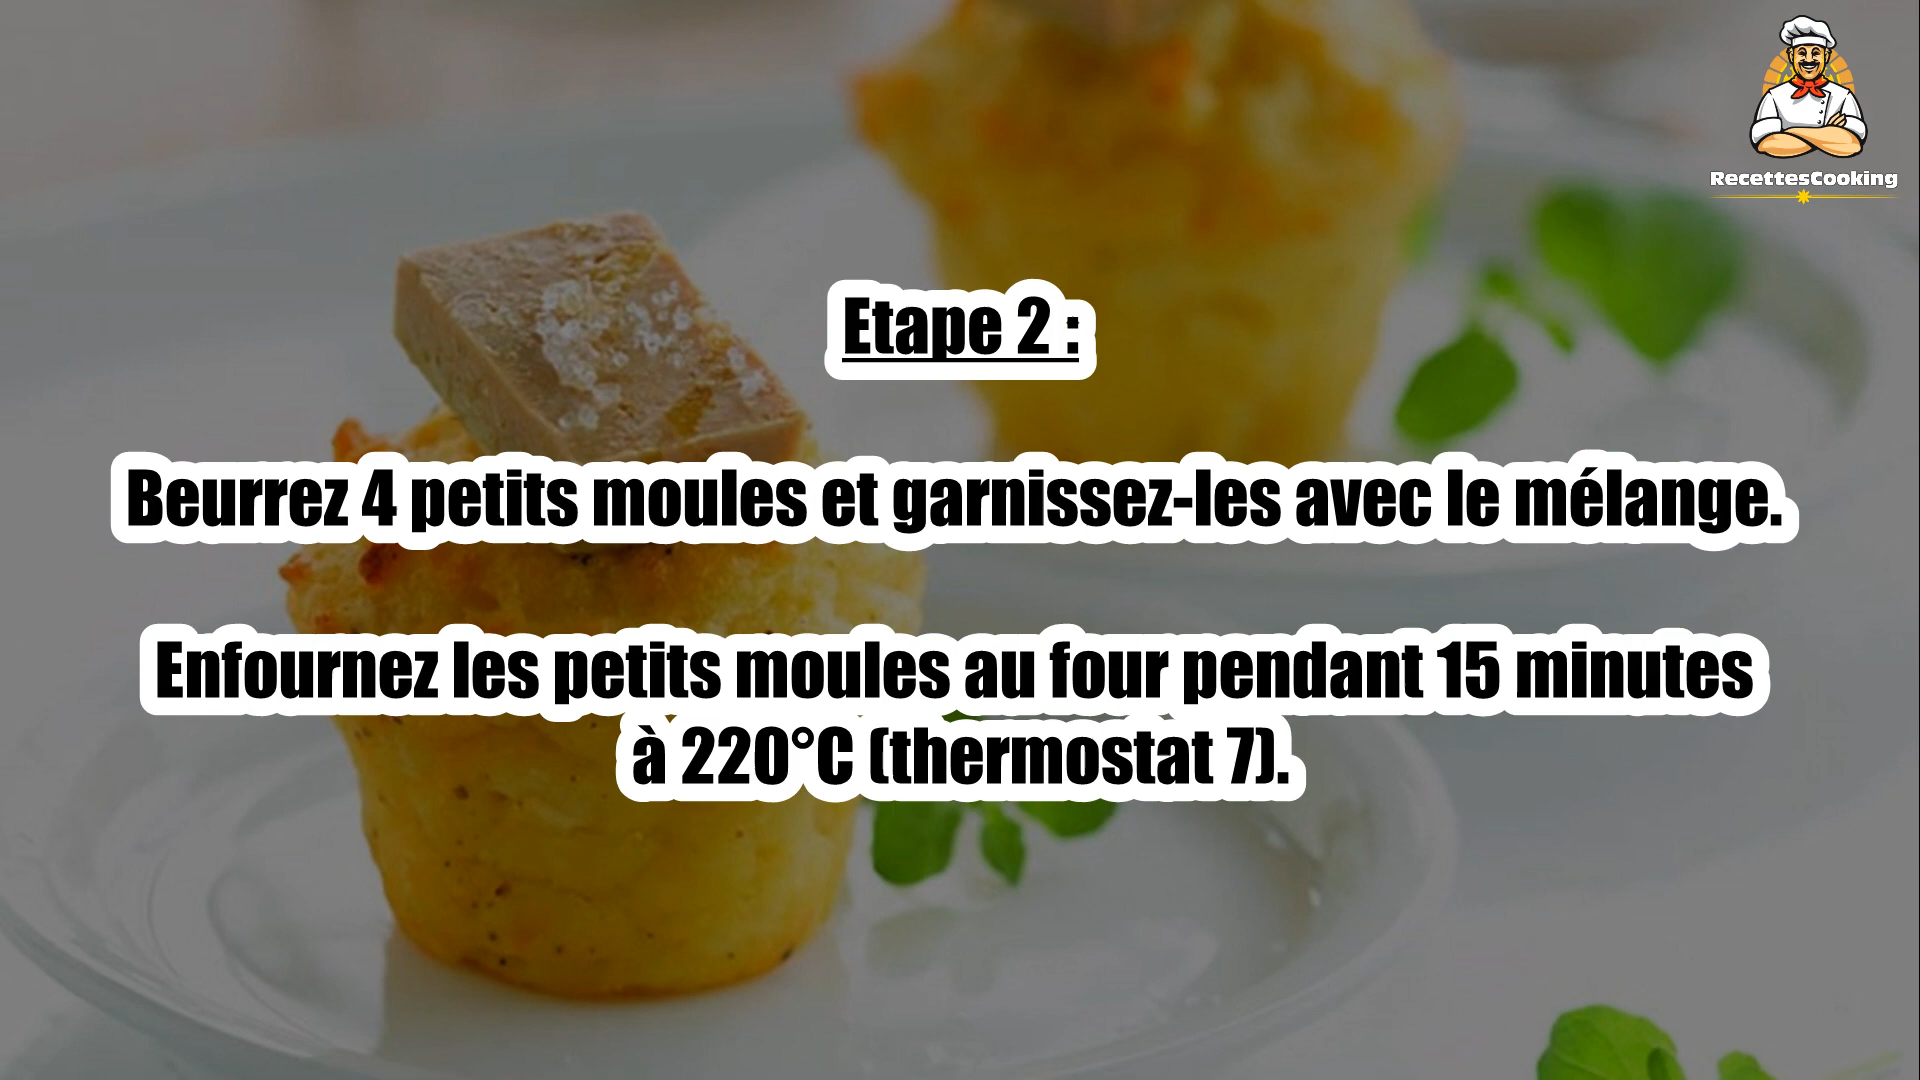 RecettesCooking
Etape 2 :
Beurrez 4 petits moules et garnissez-les avec le mélange.
Enfournez les petits moules au four pendant 15 minutes
à 220°C (thermostat 7).